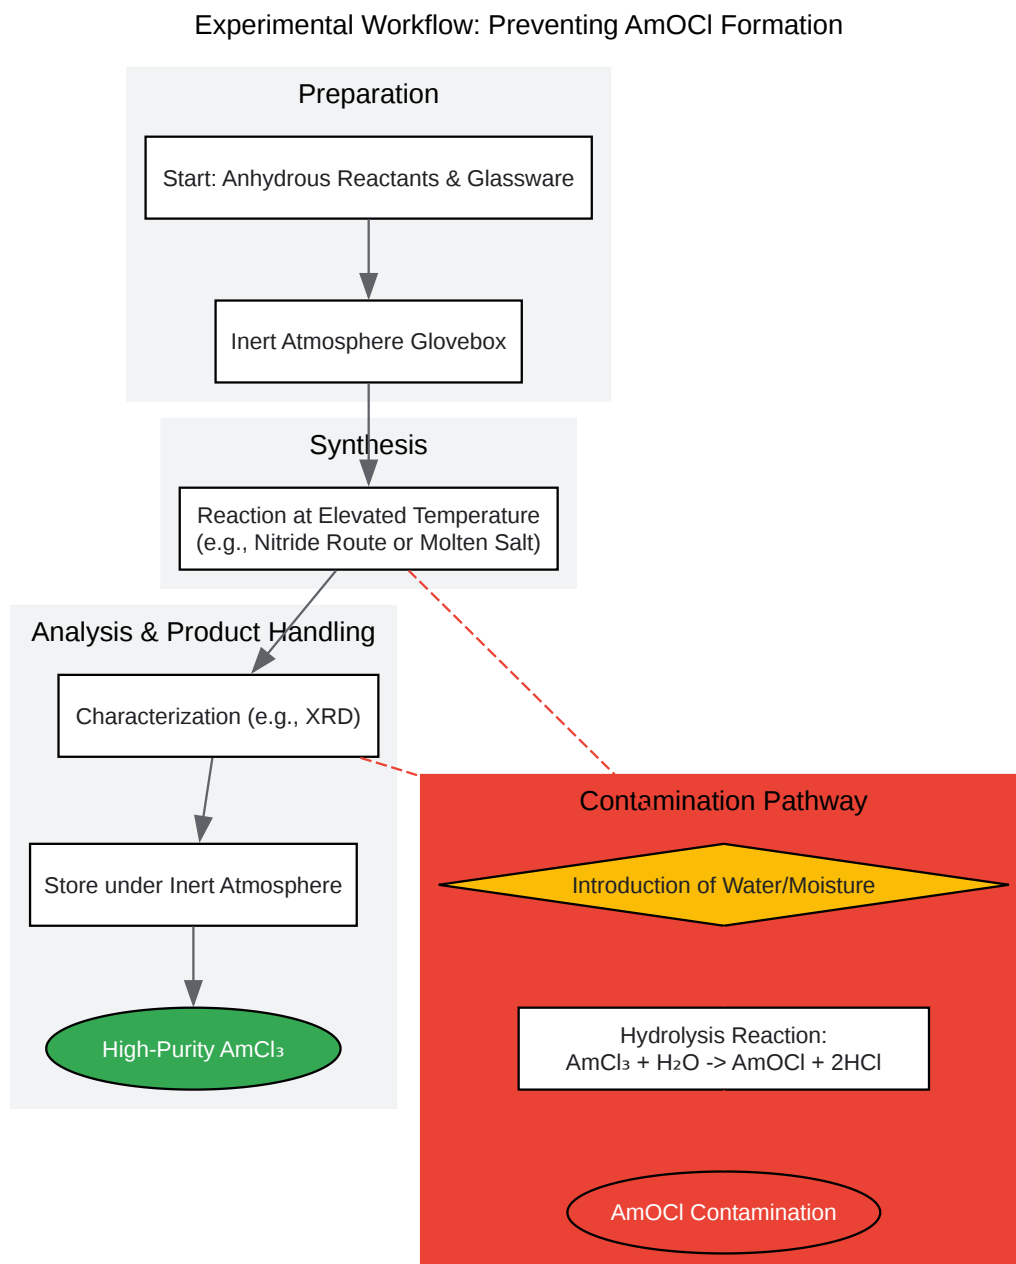 Experimental Workflow: Preventing AmOCl Formation
Preparation
Start: Anhydrous Reactants & Glassware
Inert Atmosphere Glovebox
Synthesis
Reaction at Elevated Temperature
(e.g., Nitride Route or Molten Salt)
Analysis & Product Handling
Characterization (e.g., XRD)
Store under Inert Atmosphere
High-Purity AmCl₃
Contamination Pathway
Introduction of Water/Moisture
Hydrolysis Reaction:
AmCl₃ + H₂O -> AmOCl + 2HCl
AmOCl Contamination